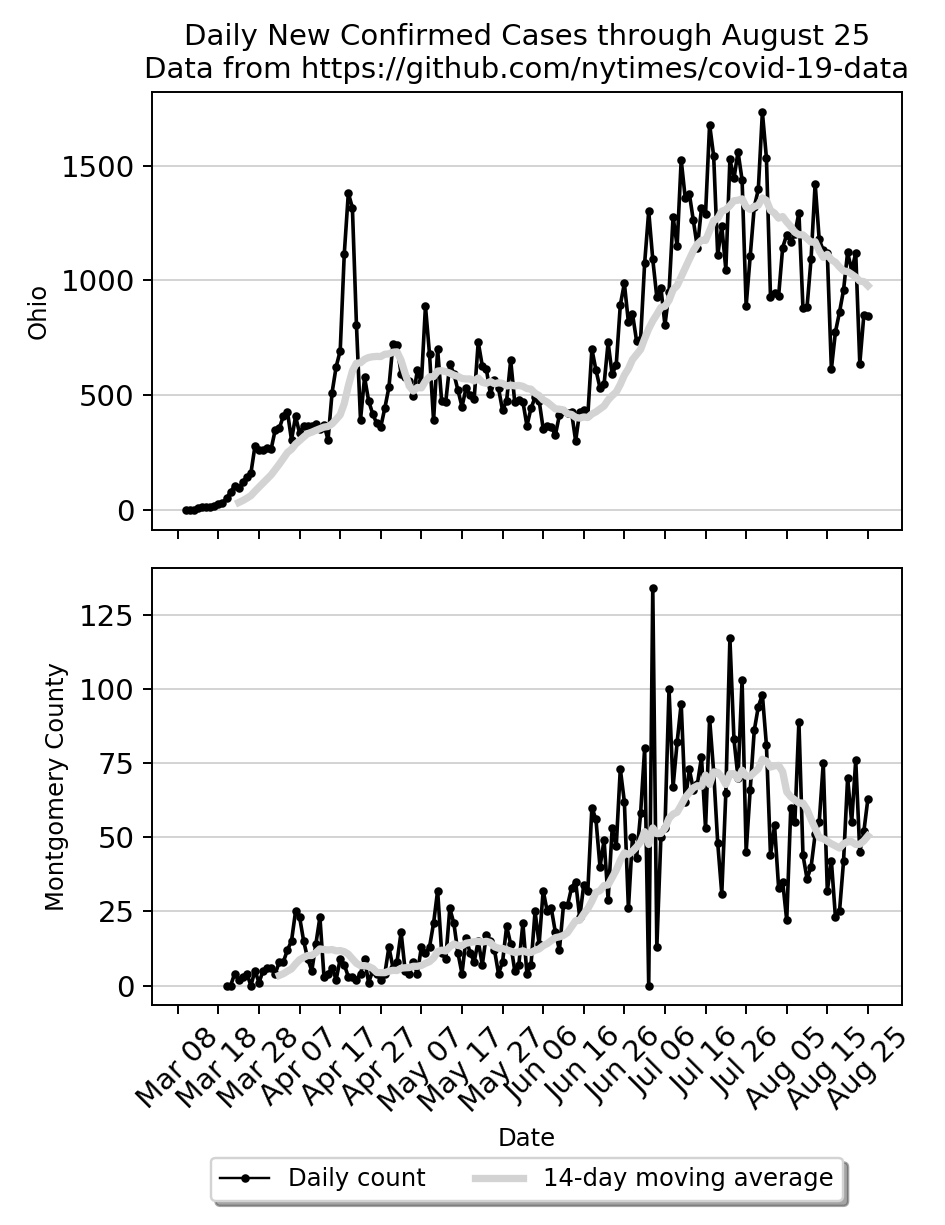 Daily New Confirmed Cases through August 25
Data from https://github.com/nytimes/covid-19-data
1500
1000
500
0
Ohio
125
100
75
50
25
0
Montgomery County
Mar 08
Mar 18
Mar 28
Apr 07
Apr 17
Apr 27
May 07
May 17
May 27
Jun 06
Jun 16
Jun 26
Jul 06
Jul 16
Jul 26
Aug 05
Aug 15
Aug 25
Date
Daily count
14-day moving average